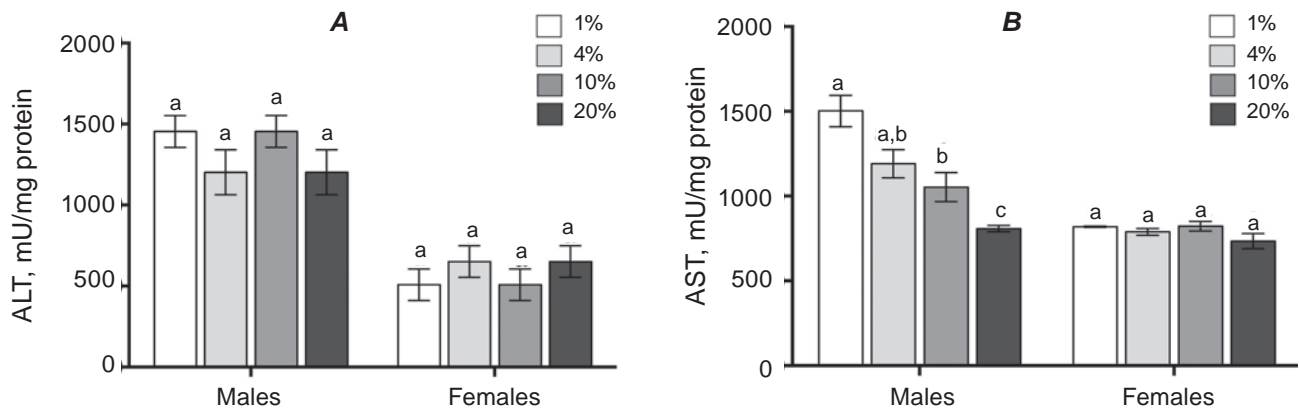 A
1%
4%
10%
20%
ALT, mU/mg protein
2000
1500
1000
500
0
a
a
a
a
a
a
a
a
Males
Females
B
1%
4%
10%
20%
AST, mU/mg protein
2000
1500
1000
500
0
a
a,b
b
c
a
a
a
a
Males
Females